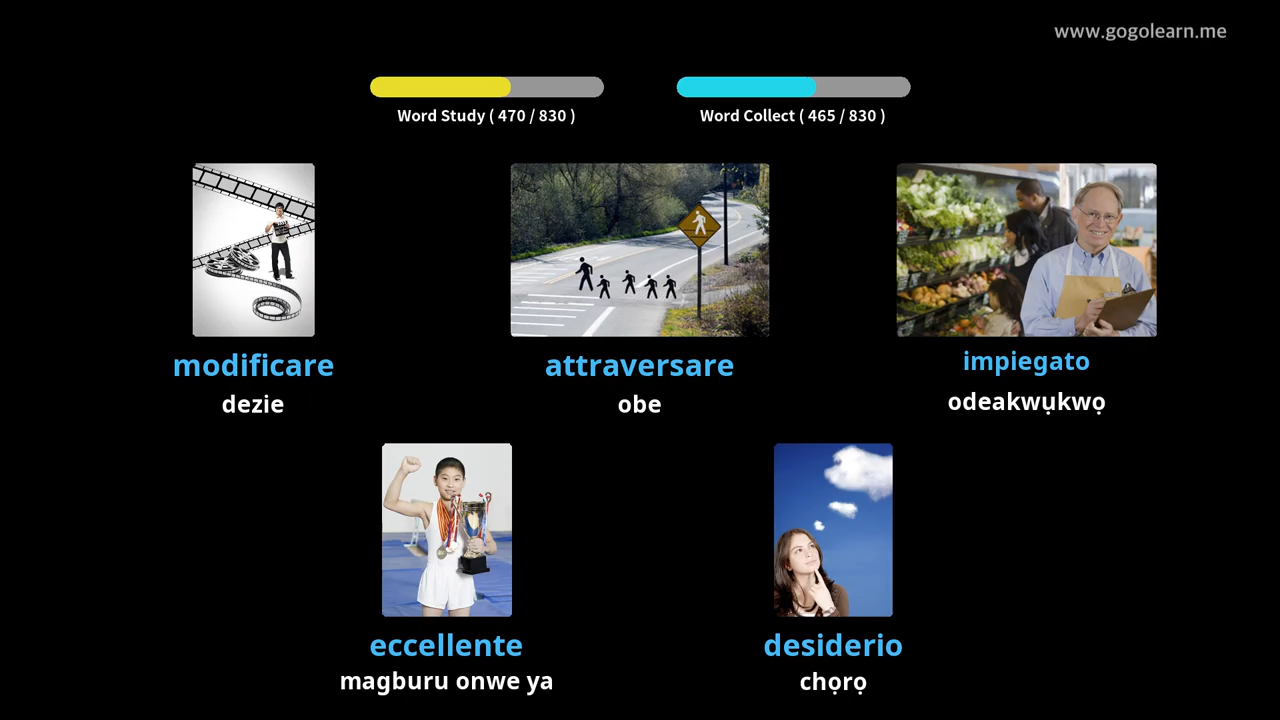 www.gogolearn.me
Word Study ( 470 / 830 )
Word Collect ( 465 / 830 )
modificare
dezie
attraversare
obe
impiegato
odeakwụkwọ
eccellente
magburu onwe ya
desiderio
chọrọ